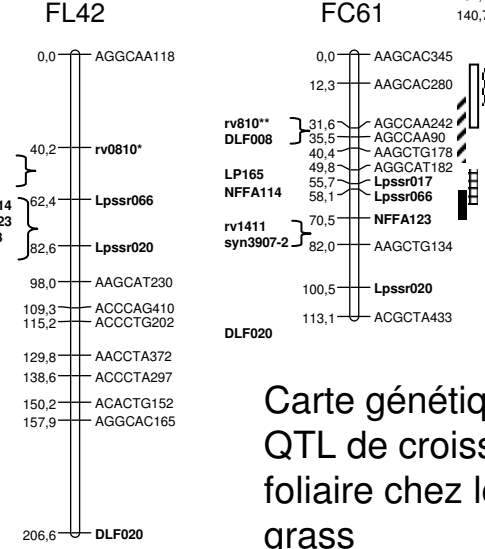 FL42
0,0 AGGCAA118
40,2 rv0810*
62,4 Lpssr066
82,6 Lpssr020
98,0 AAGCAT230
109,3 ACCCAG410
115,2 ACCCTG202
129,8 AACCTA372
138,6 ACCCTA297
150,2 ACACTG152
157,9 AGGCAC165
206,6 DLF020
FC61
140,7
0,0 AAGCAC345
12,3 AAGCAC280
rv810**
DLF008
31,6 AGCCAA242
35,5 AGCCAA90
40,4 AAGCTG178
49,8 AGGCAT182
LP165
NFFA114
55,7 Lpssr017
58,1 Lpssr066
70,5 NFFA123
rv1411
syn3907-2
82,0 AAGCTG134
100,5 Lpssr020
113,1 ACGCTA433
DLF020
Carte génétiq
QTL de croiss
foliaire chez l
grass